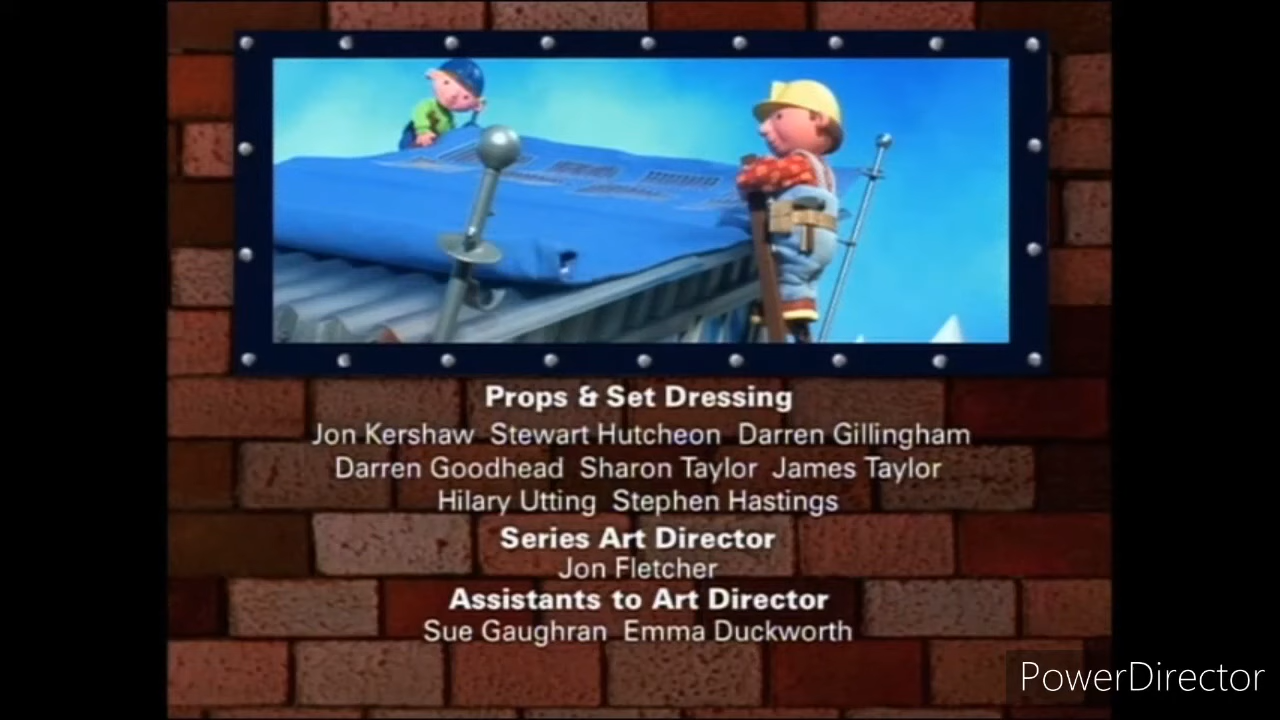 Props & Set Dressing
Jon Kershaw Stewart Hutcheon Darren Gillingham
Darren Goodhead Sharon Taylor James Taylor
Hilary Utting Stephen Hastings
Series Art Director
Jon Fletcher
Assistants to Art Director
Sue Gaughran Emma Duckworth
PowerDirector